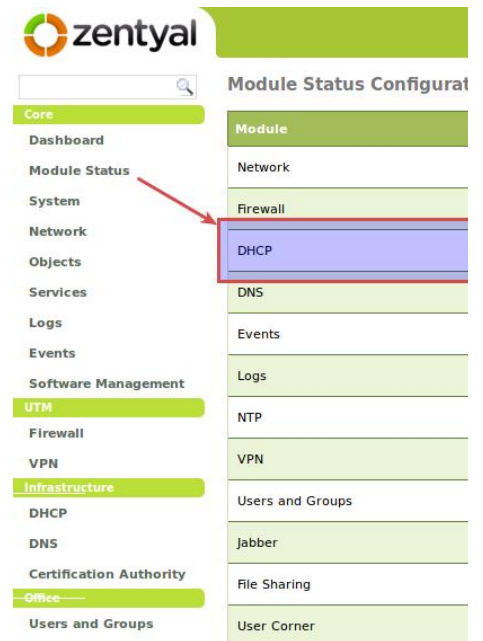 zentyal
Module Status Configurat
Core
Dashboard
Module Status
System
Network
Objects
Services
Logs
Events
Software Management
UTM
Firewall
VPN
Infrastructure
DHCP
DNS
Certification Authority
Office
Users and Groups
Module
Network
Firewall
DHCP
DNS
Events
Logs
NTP
VPN
Users and Groups
Jabber
File Sharing
User Corner